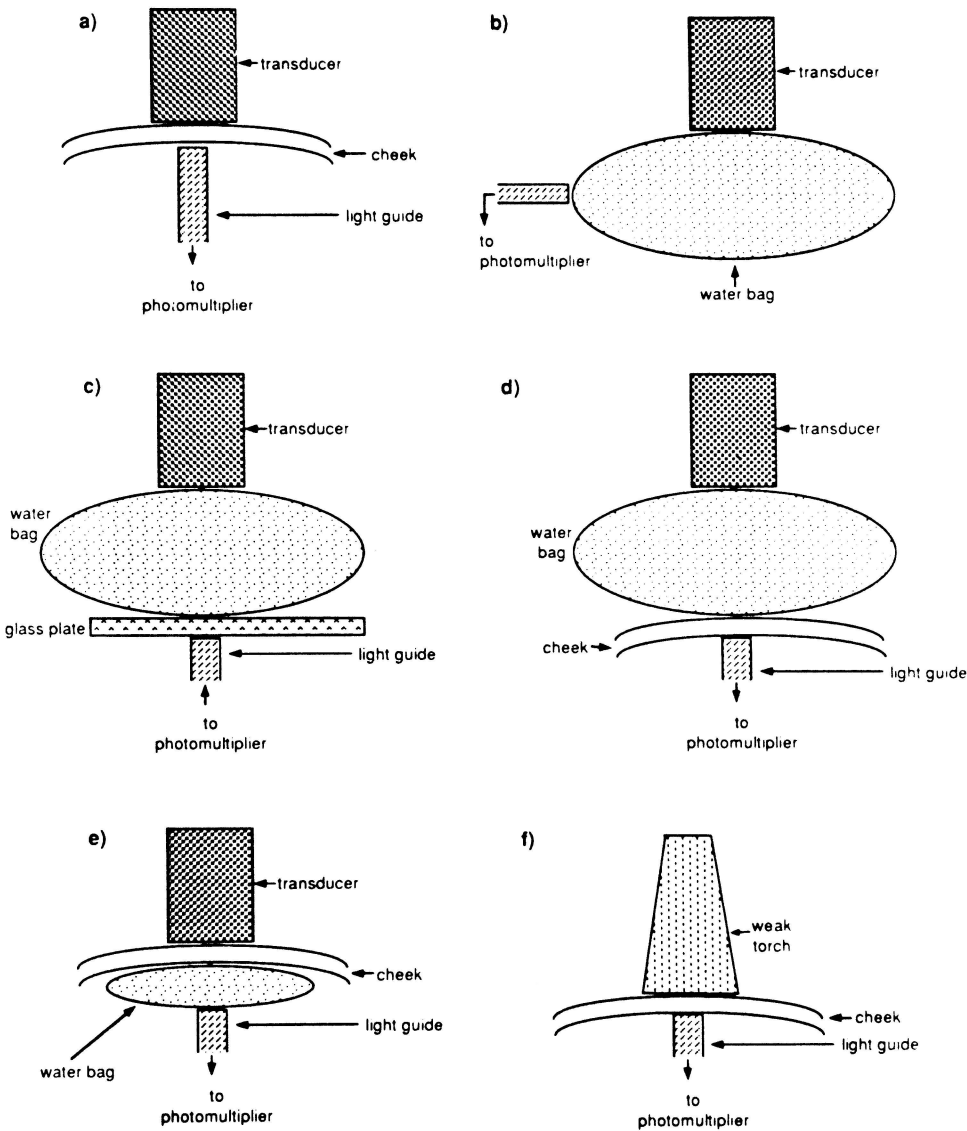 a)
transducer
cheek
light guide
to
photomultiplier
b)
transducer
to
photomultiplier
water bag
c)
transducer
water
bag
glass plate
light guide
to
photomultiplier
d)
transducer
water
bag
cheek
light guide
to
photomultiplier
e)
transducer
cheek
light guide
water bag
to
photomultiplier
f)
weak
torch
cheek
light guide
to
photomultiplier